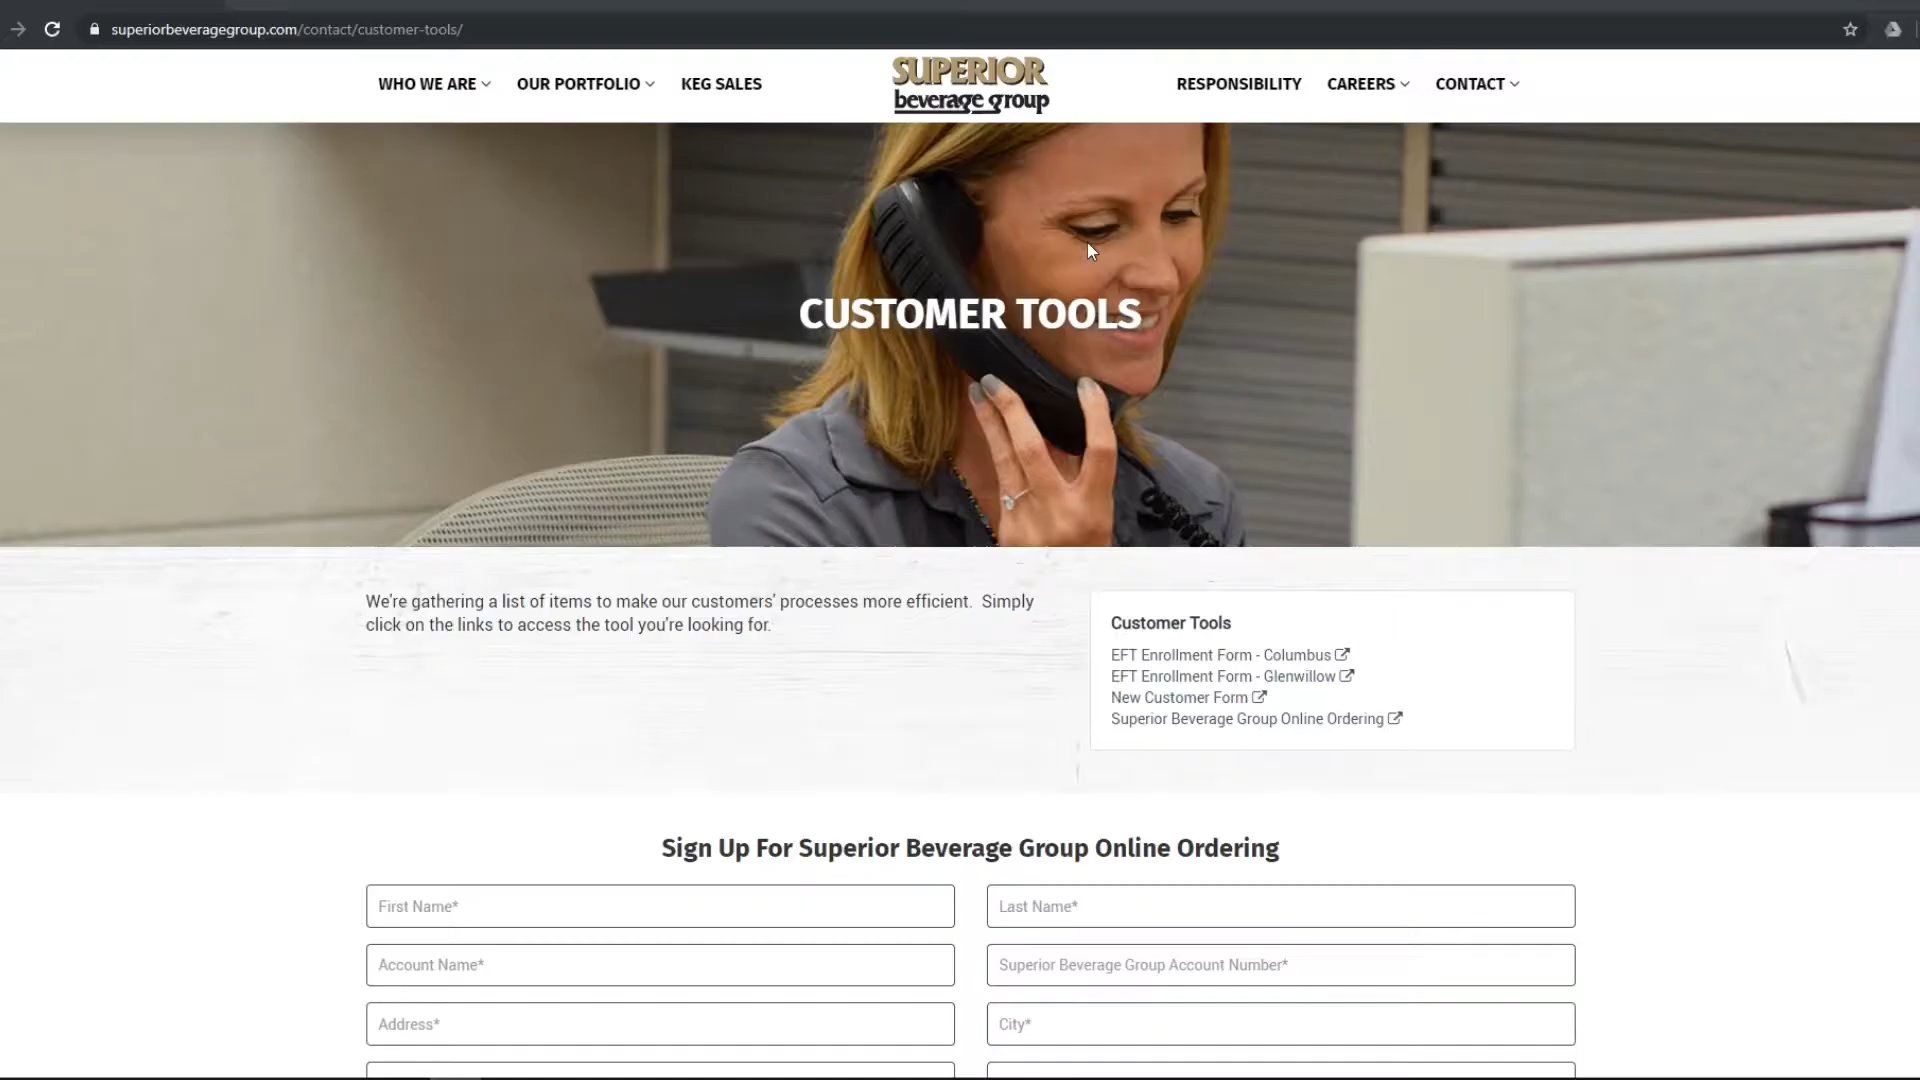 superiorbeveragegroup.com/contact/customer-tools/
WHO WE ARE
OUR PORTFOLIO
KEG SALES
SUPERIOR
beverage group
RESPONSIBILITY
CAREERS
CONTACT
CUSTOMER TOOLS
We're gathering a list of items to make our customers' processes more efficient.  Simply
click on the links to access the tool you're looking for.
Customer Tools
EFT Enrollment Form - Columbus
EFT Enrollment Form - Glenwillow
New Customer Form
Superior Beverage Group Online Ordering
Sign Up For Superior Beverage Group Online Ordering
First Name*
Last Name*
Account Name*
Superior Beverage Group Account Number*
Address*
City*